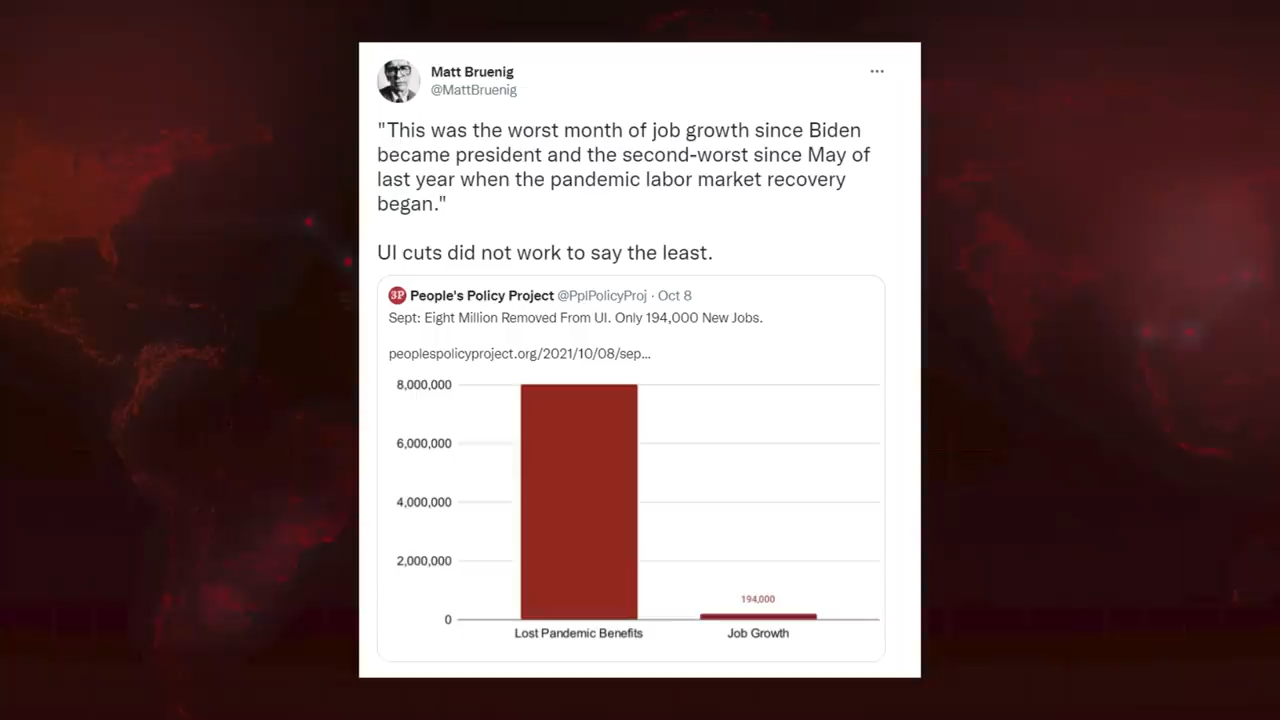 Matt Bruenig
@MattBruenig
"This was the worst month of job growth since Biden
became president and the second-worst since May of
last year when the pandemic labor market recovery
began."
UI cuts did not work to say the least.
3P People's Policy Project @PplPolicyProj · Oct 8
Sept: Eight Million Removed From UI. Only 194,000 New Jobs.
peoplespolicyproject.org/2021/10/08/sep...
8,000,000
6,000,000
4,000,000
2,000,000
194,000
0
Lost Pandemic Benefits Job Growth